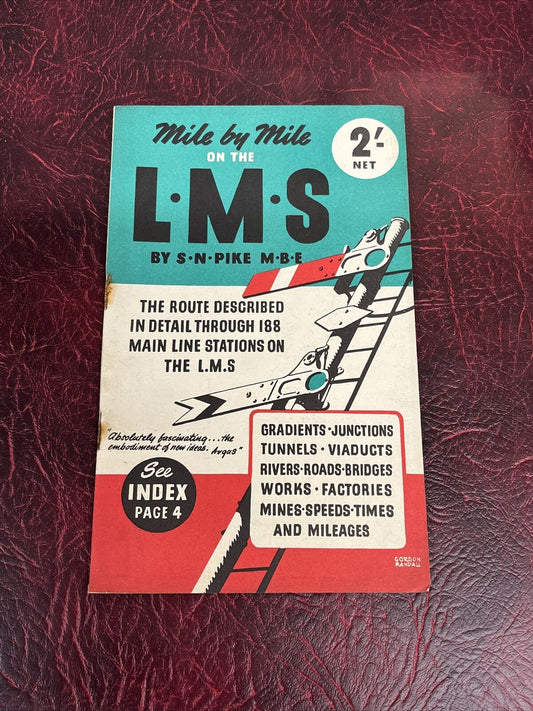 Mile by Mile
ON THE
L·M·S
BY S·N·PIKE M·B·E
2'-
NET
THE ROUTE DESCRIBED
IN DETAIL THROUGH 188
MAIN LINE STATIONS ON
THE L.M.S
"Absolutely fascinating...the
embodiment of new ideas. Argus"
See
INDEX
PAGE 4
GRADIENTS·JUNCTIONS
TUNNELS·VIADUCTS
RIVERS·ROADS·BRIDGES
WORKS·FACTORIES
MINES·SPEEDS·TIMES
AND MILEAGES
GORDON
RANDALL